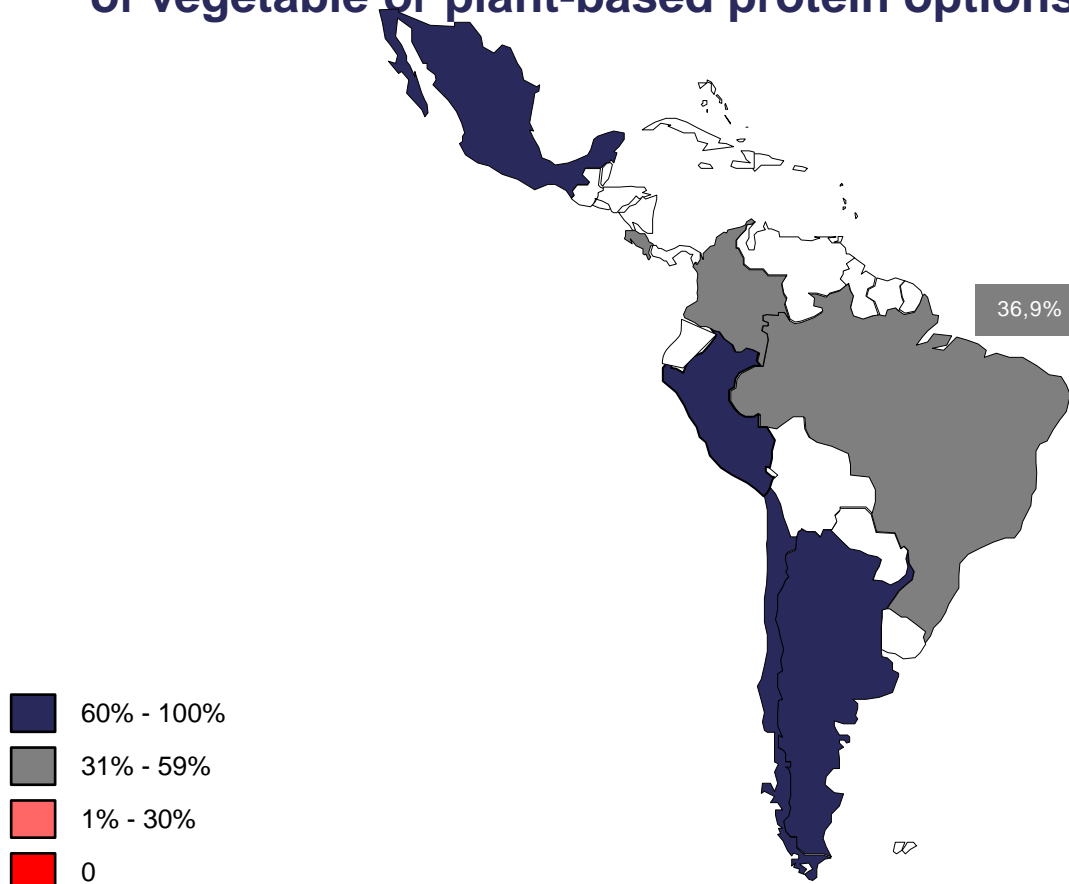 of vegetable or plant-based protein options
36,9%
60% - 100%
31% - 59%
1% - 30%
0